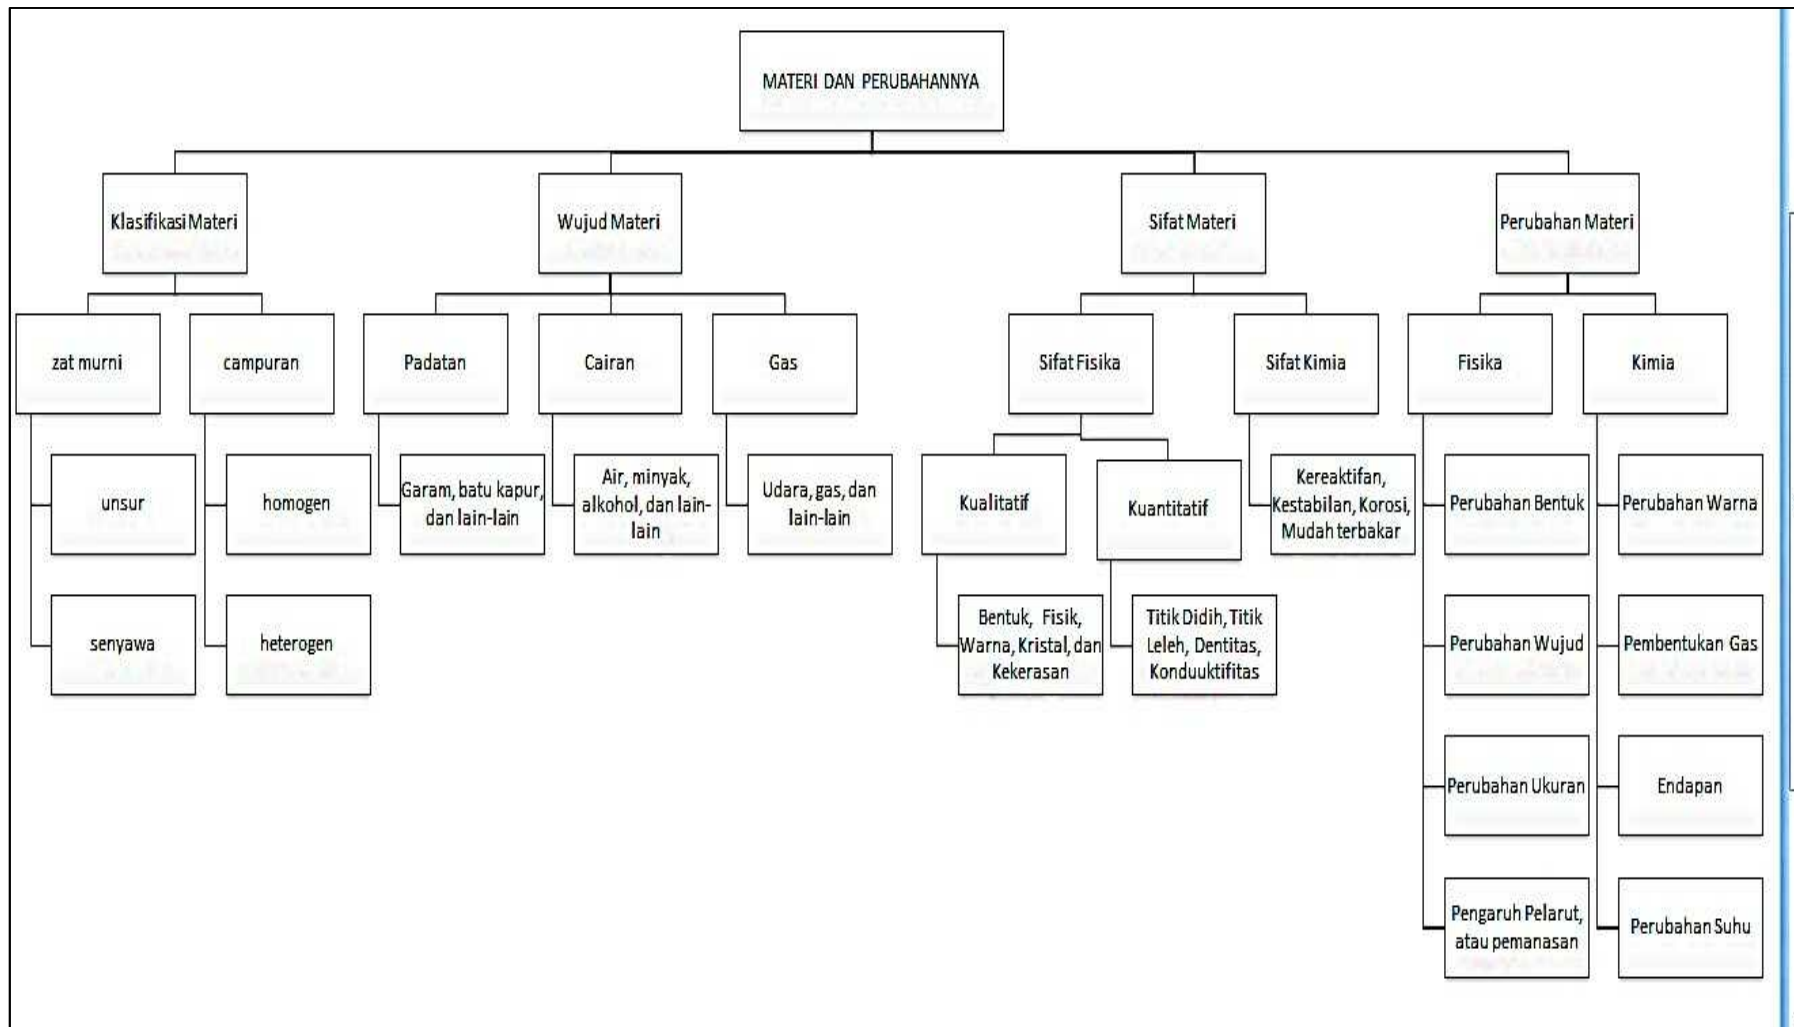 MATERI DAN PERUBAHANNYA
Klasifikasi Materi
Wujud Materi
Sifat Materi
Perubahan Materi
zat murni
campuran
Padatan
Cairan
Gas
Sifat Fisika
Sifat Kimia
Fisika
Kimia
unsur
homogen
Garam, batu kapur,
dan lain-lain
Air, minyak,
alkohol, dan lain-
lain
Udara, gas, dan
lain-lain
Kualitatif
Kuantitatif
Kereaktifan,
Kestabilan, Korosi,
Mudah terbakar
Perubahan Bentuk
Perubahan Warna
senyawa
heterogen
Bentuk, Fisik,
Warna, Kristal, dan
Kekerasan
Titik Didih, Titik
Leleh, Dentitas,
Konduuktifitas
Perubahan Wujud
Pembentukan Gas
Perubahan Ukuran
Endapan
Pengaruh Pelarut,
atau pemanasan
Perubahan Suhu